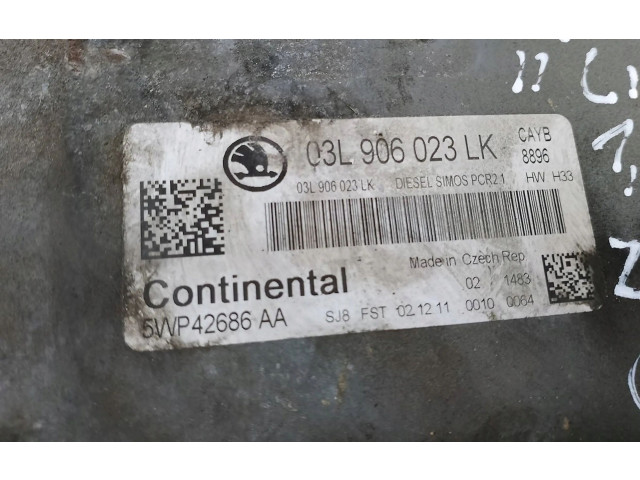 03L 906 023 LK CAYB
8896
03L 906 023 LK DIESEL SIMOS PCR2.1 HW H33
Made in Czech Rep.
Continental 02 1483
5WP42686 AA SJ8 FST 02.12.11 0010 0064